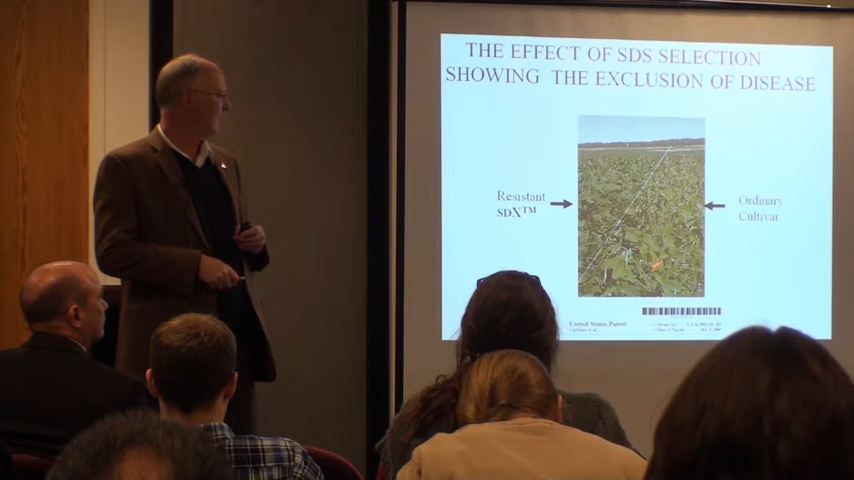 THE EFFECT OF SDS SELECTION
SHOWING THE EXCLUSION OF DISEASE
Resistant
SDX™
Ordinary
Cultivar
United States Patent